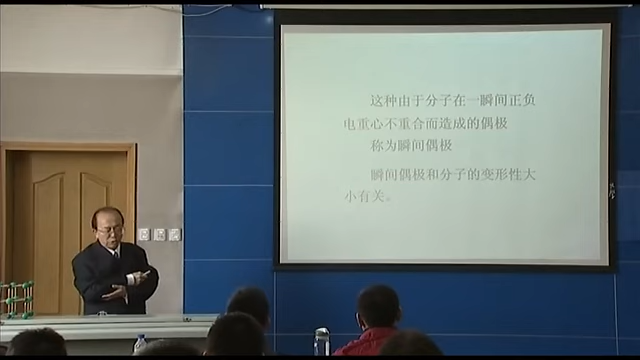 这种由于分子在一瞬间正负
电重心不重合而造成的偶极
称为瞬间偶极
瞬间偶极和分子的变形性大
小有关。